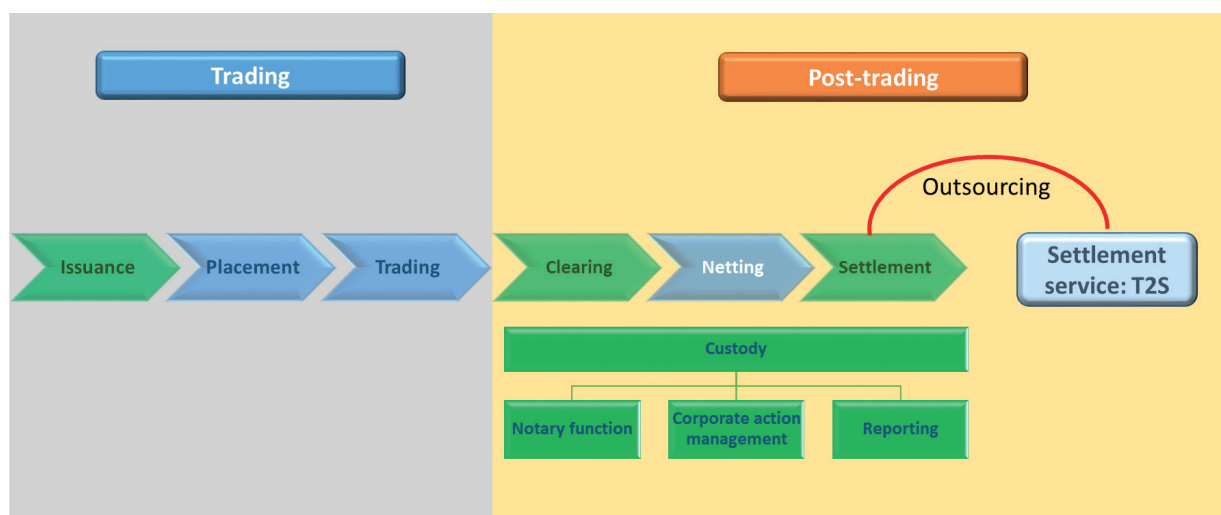 Trading
Post-trading
Outsourcing
Issuance
Placement
Trading
Clearing
Netting
Settlement
Settlement
service: T2S
Custody
Notary function
Corporate action
management
Reporting